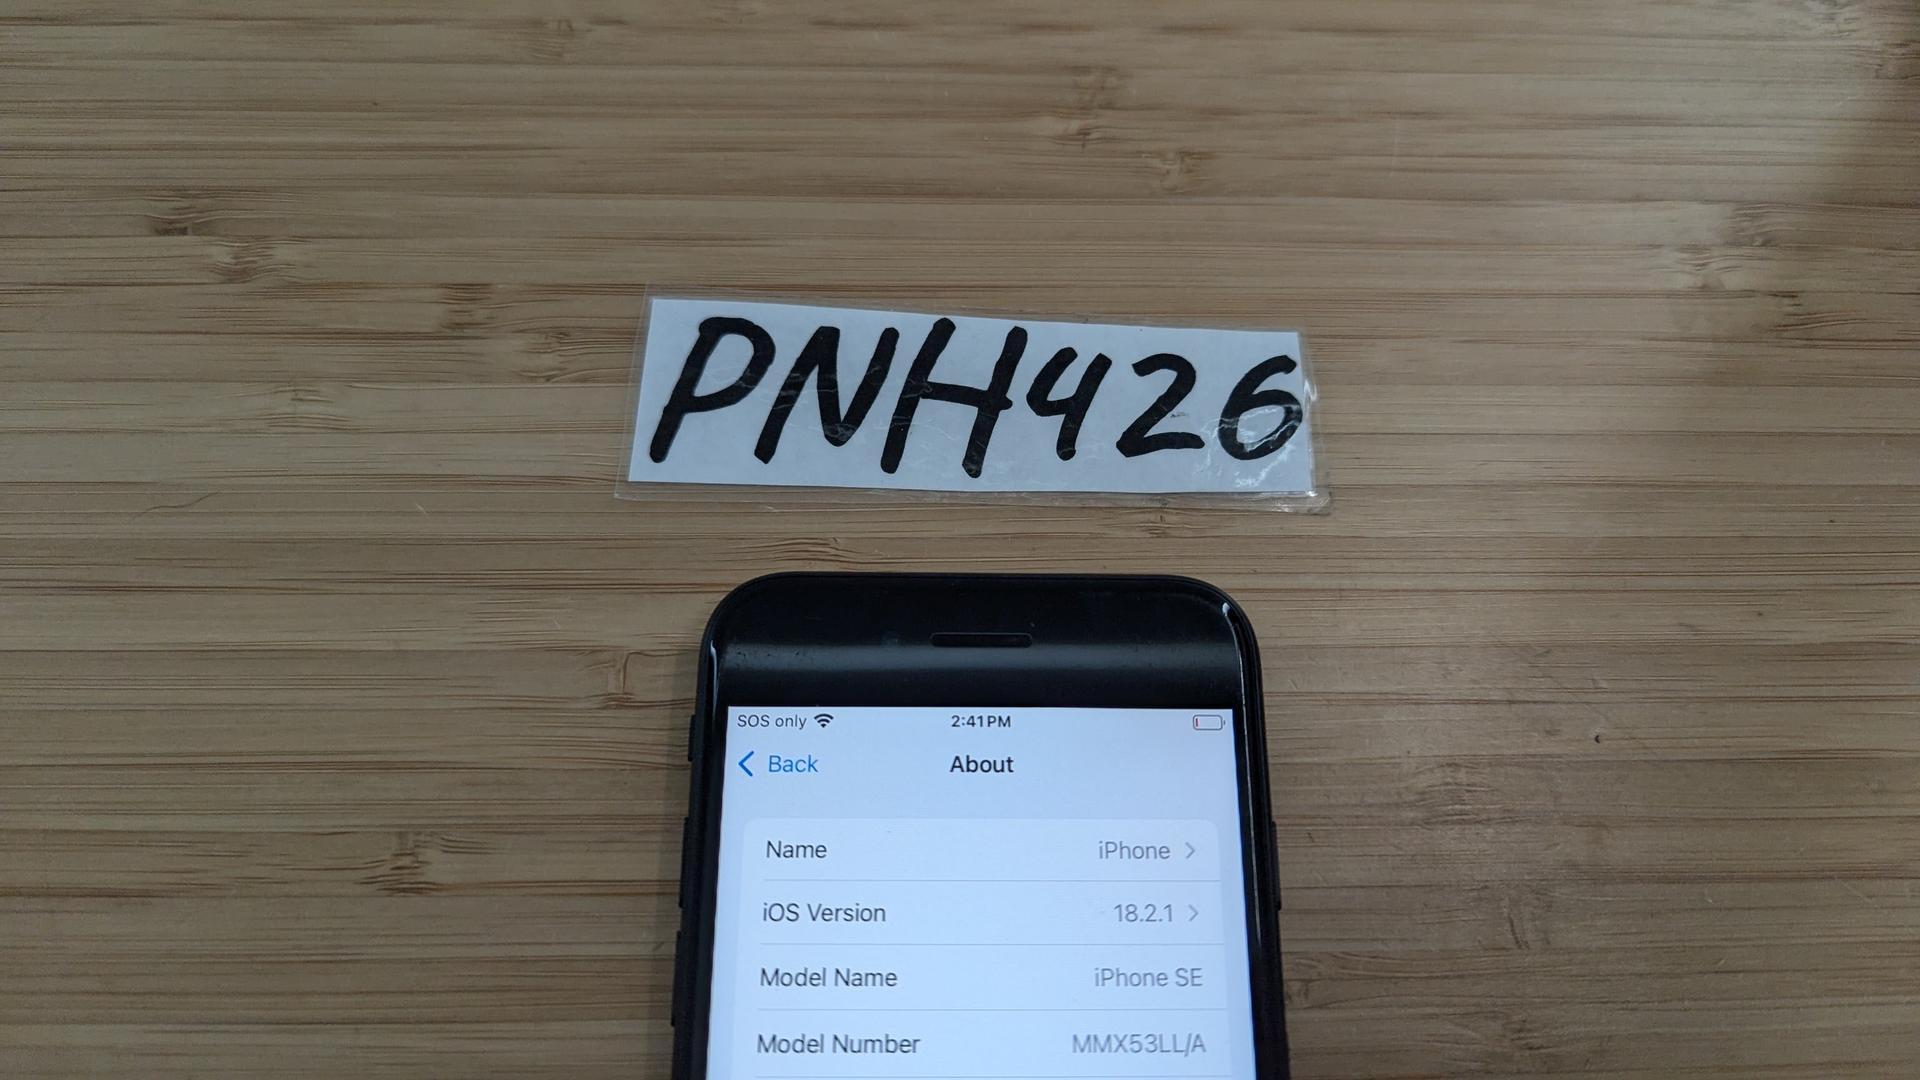 PNH426
SOS only 2:41 PM
Back About
Name iPhone
iOS Version 18.2.1
Model Name iPhone SE
Model Number MMX53LL/A